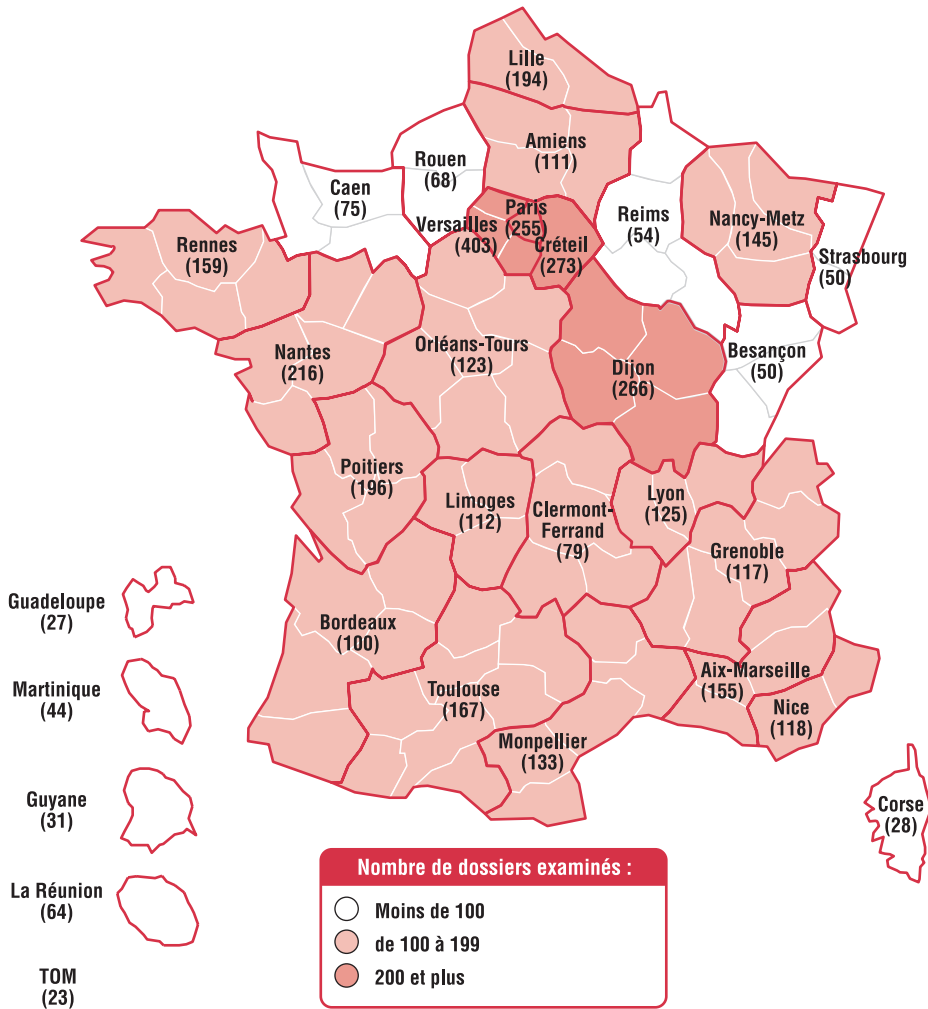 Lille
(194)
Amiens
(111)
Rouen
(68)
Caen
(75)
Paris
(255)
Versailles
(403)
Créteil
(273)
Reims
(54)
Nancy-Metz
(145)
Strasbourg
(50)
Rennes
(159)
Nantes
(216)
Orléans-Tours
(123)
Dijon
(266)
Besançon
(50)
Poitiers
(196)
Limoges
(112)
Clermont-
Ferrand
(79)
Lyon
(125)
Grenoble
(117)
Guadeloupe
(27)
Bordeaux
(100)
Martinique
(44)
Toulouse
(167)
Aix-Marseille
(155)
Nice
(118)
Monpellier
(133)
Guyane
(31)
Corse
(28)
La Réunion
(64)
TOM
(23)
Nombre de dossiers examinés :
Moins de 100
de 100 à 199
200 et plus